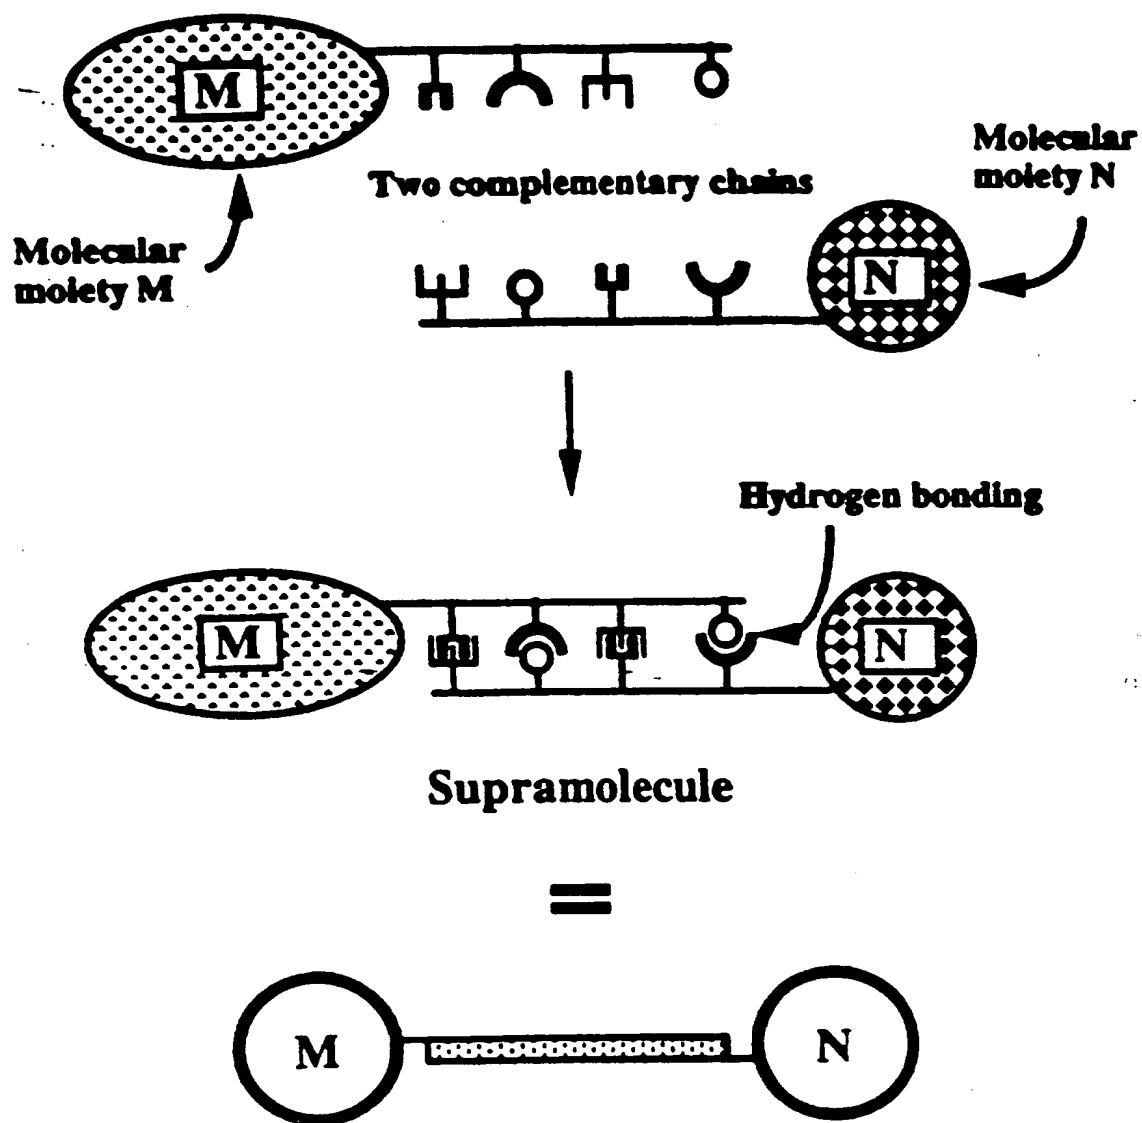 M
Two complementary chains
Molecular
moiety N
Molecular
moiety M
N
Hydrogen bonding
M
N
Supramolecule
=
M
N